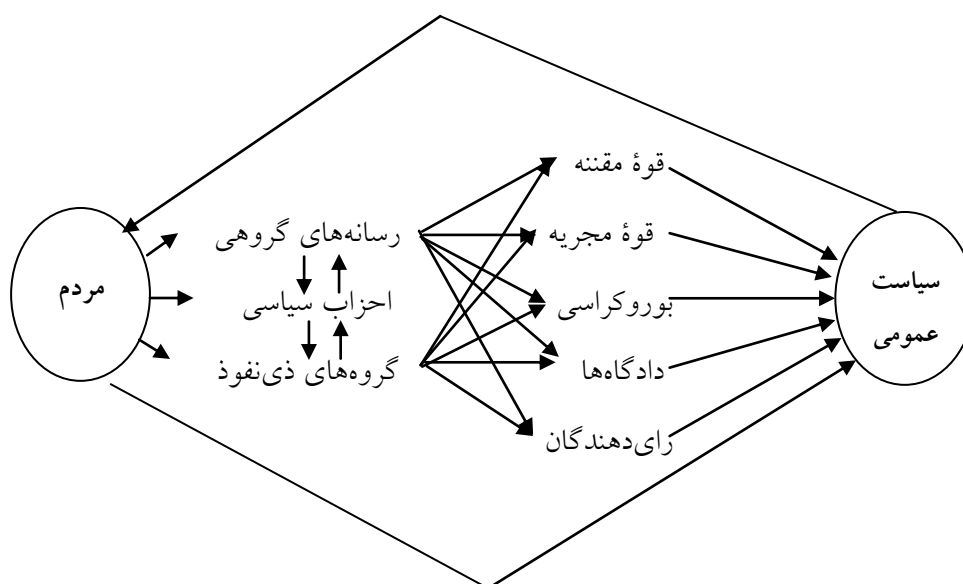 قوهٔ مقننه
رسانه‌های گروهی
قوهٔ مجریه
مردم
احزاب سیاسی
بوروکراسی
سیاست
عمومی
گروه‌های ذی‌نفوذ
دادگاه‌ها
رای‌دهندگان